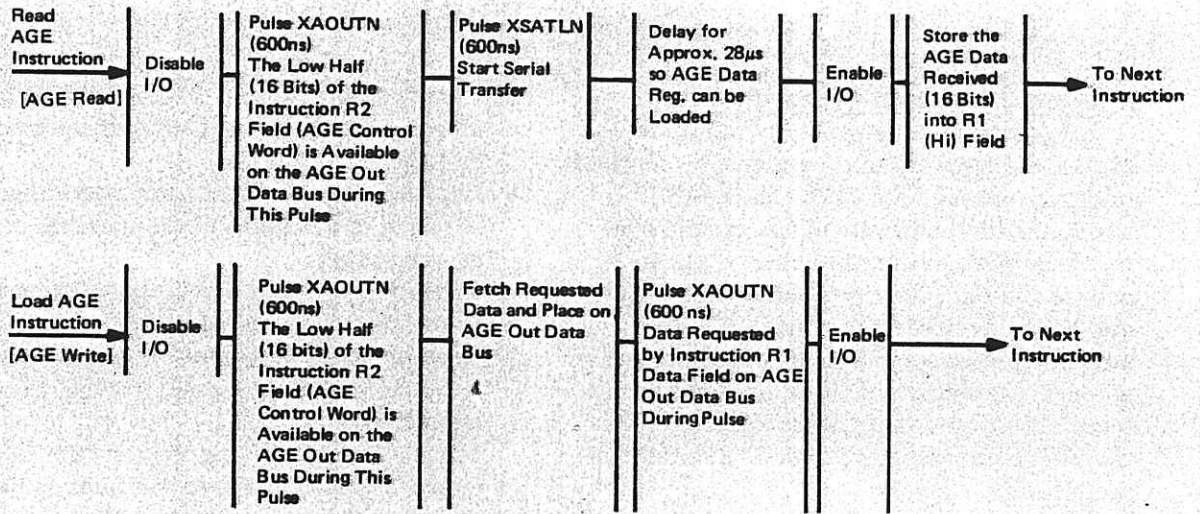 Read
AGE
Instruction
[AGE Read]
Disable
I/O
Pulse XAOUTN
(600ns)
The Low Half
(16 Bits) of the
Instruction R2
Field (AGE Control
Word) is Available
on the AGE Out
Data Bus During
This Pulse
Pulse XSATLN
(600ns)
Start Serial
Transfer
Delay for
Approx. 28µs
so AGE Data
Reg. can be
Loaded
Enable
I/O
Store the
AGE Data
Received
(16 Bits)
into R1
(Hi) Field
To Next
Instruction
Load AGE
Instruction
[AGE Write]
Disable
I/O
Pulse XAOUTN
(600ns)
The Low Half
(16 bits) of the
Instruction R2
Field (AGE
Control Word) is
Available on the
AGE Out Data
Bus During This
Pulse
Fetch Requested
Data and Place on
AGE Out Data
Bus
Pulse XAOUTN
(600 ns)
Data Requested
by Instruction R1
Data Field on AGE
Out Data Bus
During Pulse
Enable
I/O
To Next
Instruction